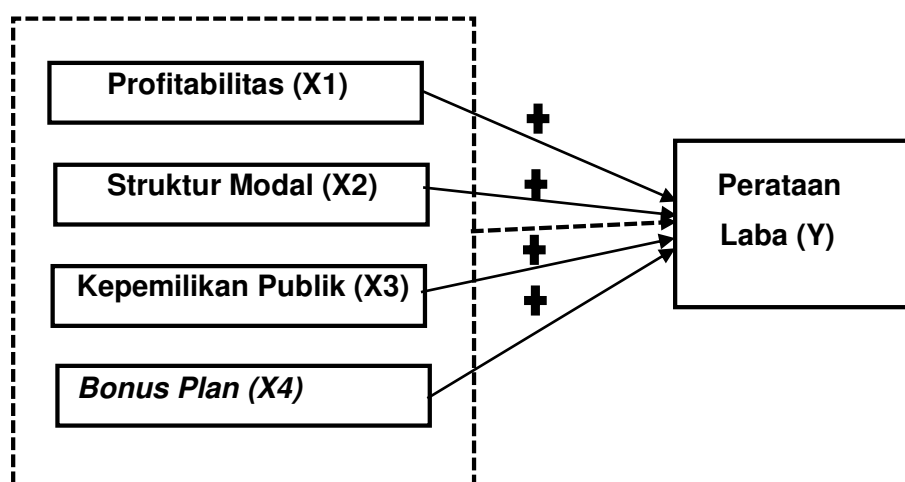 Profitabilitas (X1)
Struktur Modal (X2)
Kepemilikan Publik (X3)
Bonus Plan (X4)
+
+
+
+
Perataan
Laba (Y)